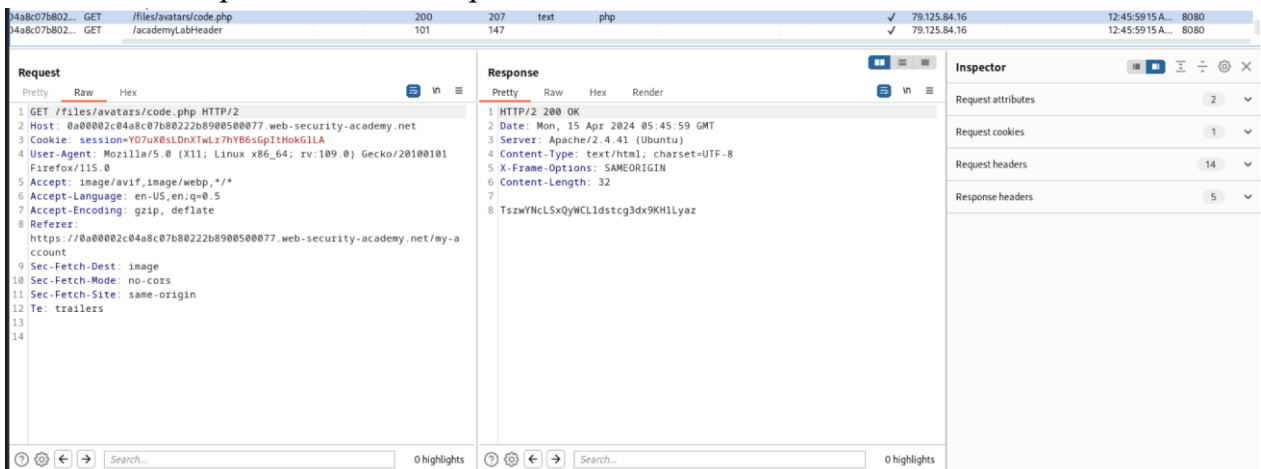 04a8c07b802... GET /files/avatars/code.php 200 207 text php ✓ 79.125.84.16 12:45:59 15 A... 8080
04a8c07b802... GET /academyLabHeader 101 147 ✓ 79.125.84.16 12:45:59 15 A... 8080
Request
Pretty Raw Hex \n
1 GET /files/avatars/code.php HTTP/2
2 Host: 0a00002c04a8c07b80222b8900500077.web-security-academy.net
3 Cookie: session=YO7uX0sLDnXTwLr7hYB6sGpItHokG1LA
4 User-Agent: Mozilla/5.0 (X11; Linux x86_64; rv:109.0) Gecko/20100101
Firefox/115.0
5 Accept: image/avif,image/webp,*/*
6 Accept-Language: en-US,en;q=0.5
7 Accept-Encoding: gzip, deflate
8 Referer:
https://0a00002c04a8c07b80222b8900500077.web-security-academy.net/my-a
ccount
9 Sec-Fetch-Dest: image
10 Sec-Fetch-Mode: no-cors
11 Sec-Fetch-Site: same-origin
12 Te: trailers
13
14
Search... 0 highlights
Response
Pretty Raw Hex Render \n
1 HTTP/2 200 OK
2 Date: Mon, 15 Apr 2024 05:45:59 GMT
3 Server: Apache/2.4.41 (Ubuntu)
4 Content-Type: text/html; charset=UTF-8
5 X-Frame-Options: SAMEORIGIN
6 Content-Length: 32
7
8 TszwYNcLSxQyWCL1dstcg3dx9KH1Lyaz
Search... 0 highlights
Inspector
Request attributes 2
Request cookies 1
Request headers 14
Response headers 5